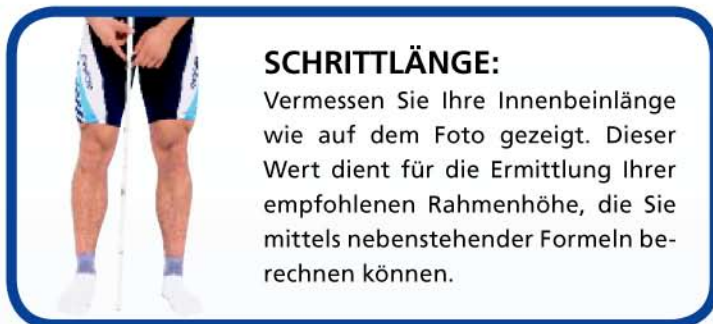 SCHRITTLÄNGE:
Vermessen Sie Ihre Innenbeinlänge
wie auf dem Foto gezeigt. Dieser
Wert dient für die Ermittlung Ihrer
empfohlenen Rahmenhöhe, die Sie
mittels nebenstehender Formeln be-
rechnen können.